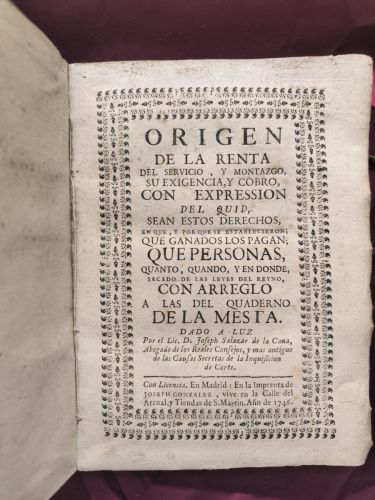 ORIGEN
DE LA RENTA
DEL SERVICIO, Y MONTAZGO,
SU EXIGENCIA, Y COBRO,
CON EXPRESSION
DEL QUID,
SEAN ESTOS DERECHOS,
EN QUE, Y POR QUE SE ESTABLECIERON;
QUE GANADOS LOS PAGAN;
QUE PERSONAS,
QUANTO, QUANDO, Y EN DONDE,
SACADO DE LAS LEYES DEL REYNO,
CON ARREGLO
A LAS DEL QUADERNO
DE LA MESTA.
DADO A LUZ
Por el Lic. D. Joseph Salazar de la Cana,
Abogado de los Reales Consejos, y mas antiguo
de las Causas Secretas de la Inquisicion
de Corte.
Con Licencia. En Madrid: En la Imprenta de
JOSEPH GONZALEZ, vive en la Calle del
Arenal, y Tiendas de S. Martin. Año de 1746.